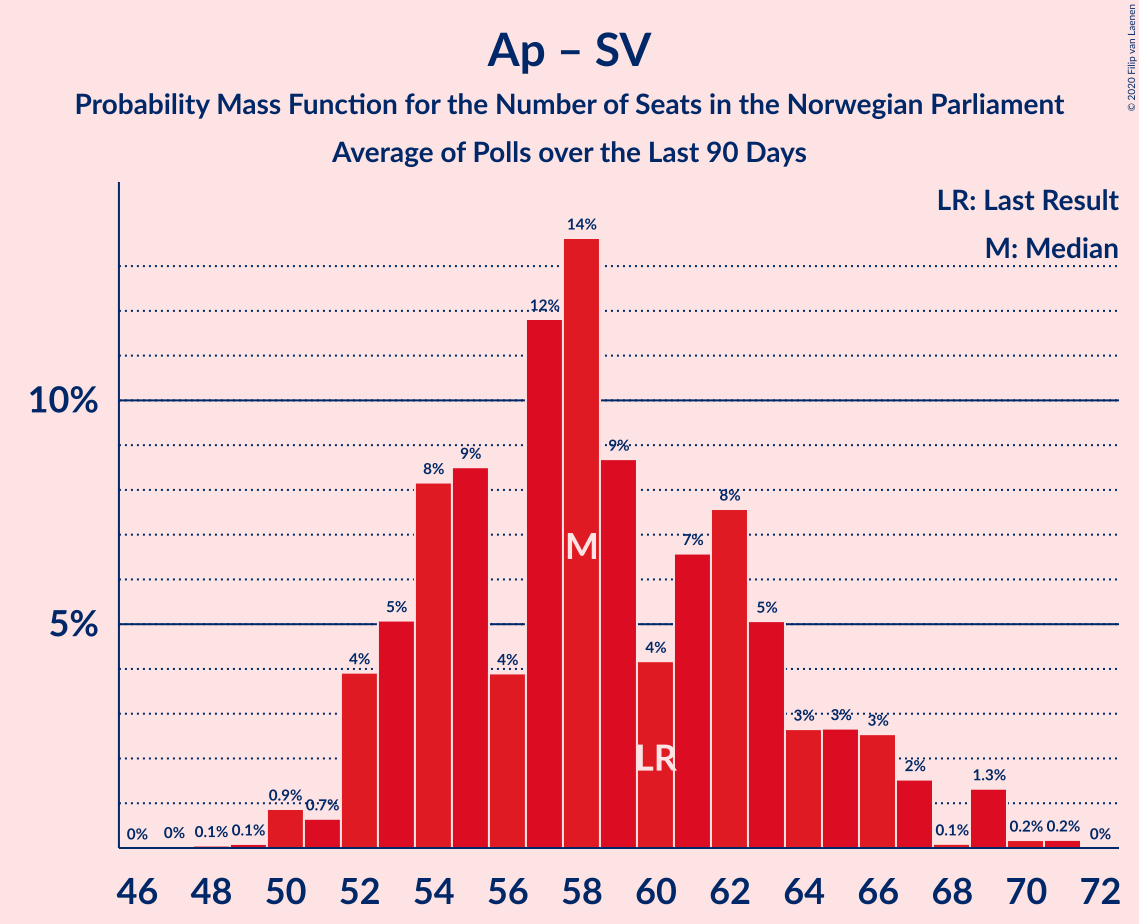 Ap – SV
Probability Mass Function for the Number of Seats in the Norwegian Parliament
Average of Polls over the Last 90 Days
© 2020 Filip van Laenen
LR: Last Result
M: Median
10%
5%
0% 0% 0.1% 0.1% 0.9% 0.7% 4% 5% 8% 9% 4% 12% 14% 9% 4% 7% 8% 5% 3% 3% 3% 2% 0.1% 1.3% 0.2% 0.2% 0%
M
LR
46 48 50 52 54 56 58 60 62 64 66 68 70 72